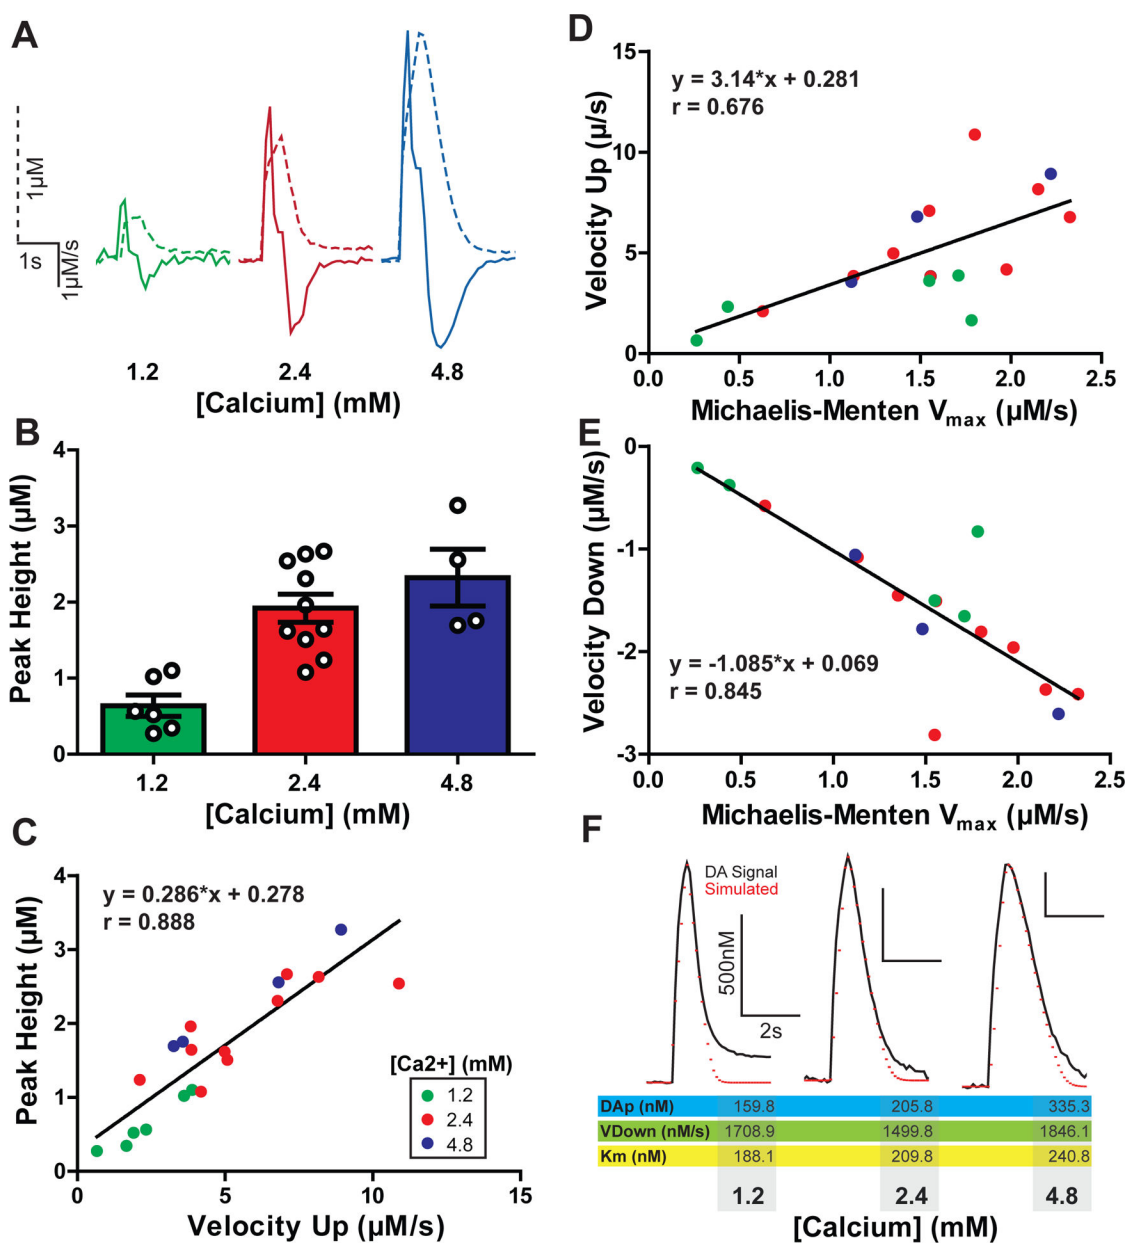 A
1µM
1s
1µM/s
1.2
2.4
4.8
[Calcium] (mM)
B
Peak Height (µM)
4
3
2
1
0
1.2
2.4
4.8
[Calcium] (mM)
C
Peak Height (µM)
y = 0.286*x + 0.278
r = 0.888
4
3
2
1
0
[Ca2+] (mM)
1.2
2.4
4.8
0
5
10
15
Velocity Up (µM/s)
D
Velocity Up (µ/s)
y = 3.14*x + 0.281
r = 0.676
15
10
5
0
0.0
0.5
1.0
1.5
2.0
2.5
Michaelis-Menten Vmax (µM/s)
E
Velocity Down (µM/s)
0
-1
-2
-3
y = -1.085*x + 0.069
r = 0.845
0.0
0.5
1.0
1.5
2.0
2.5
Michaelis-Menten Vmax (µM/s)
F
DA Signal
Simulated
500nM
2s
DAp (nM) 159.8 205.8 335.3
VDown (nM/s) 1708.9 1499.8 1846.1
Km (nM) 188.1 209.8 240.8
1.2 2.4 4.8
[Calcium] (mM)